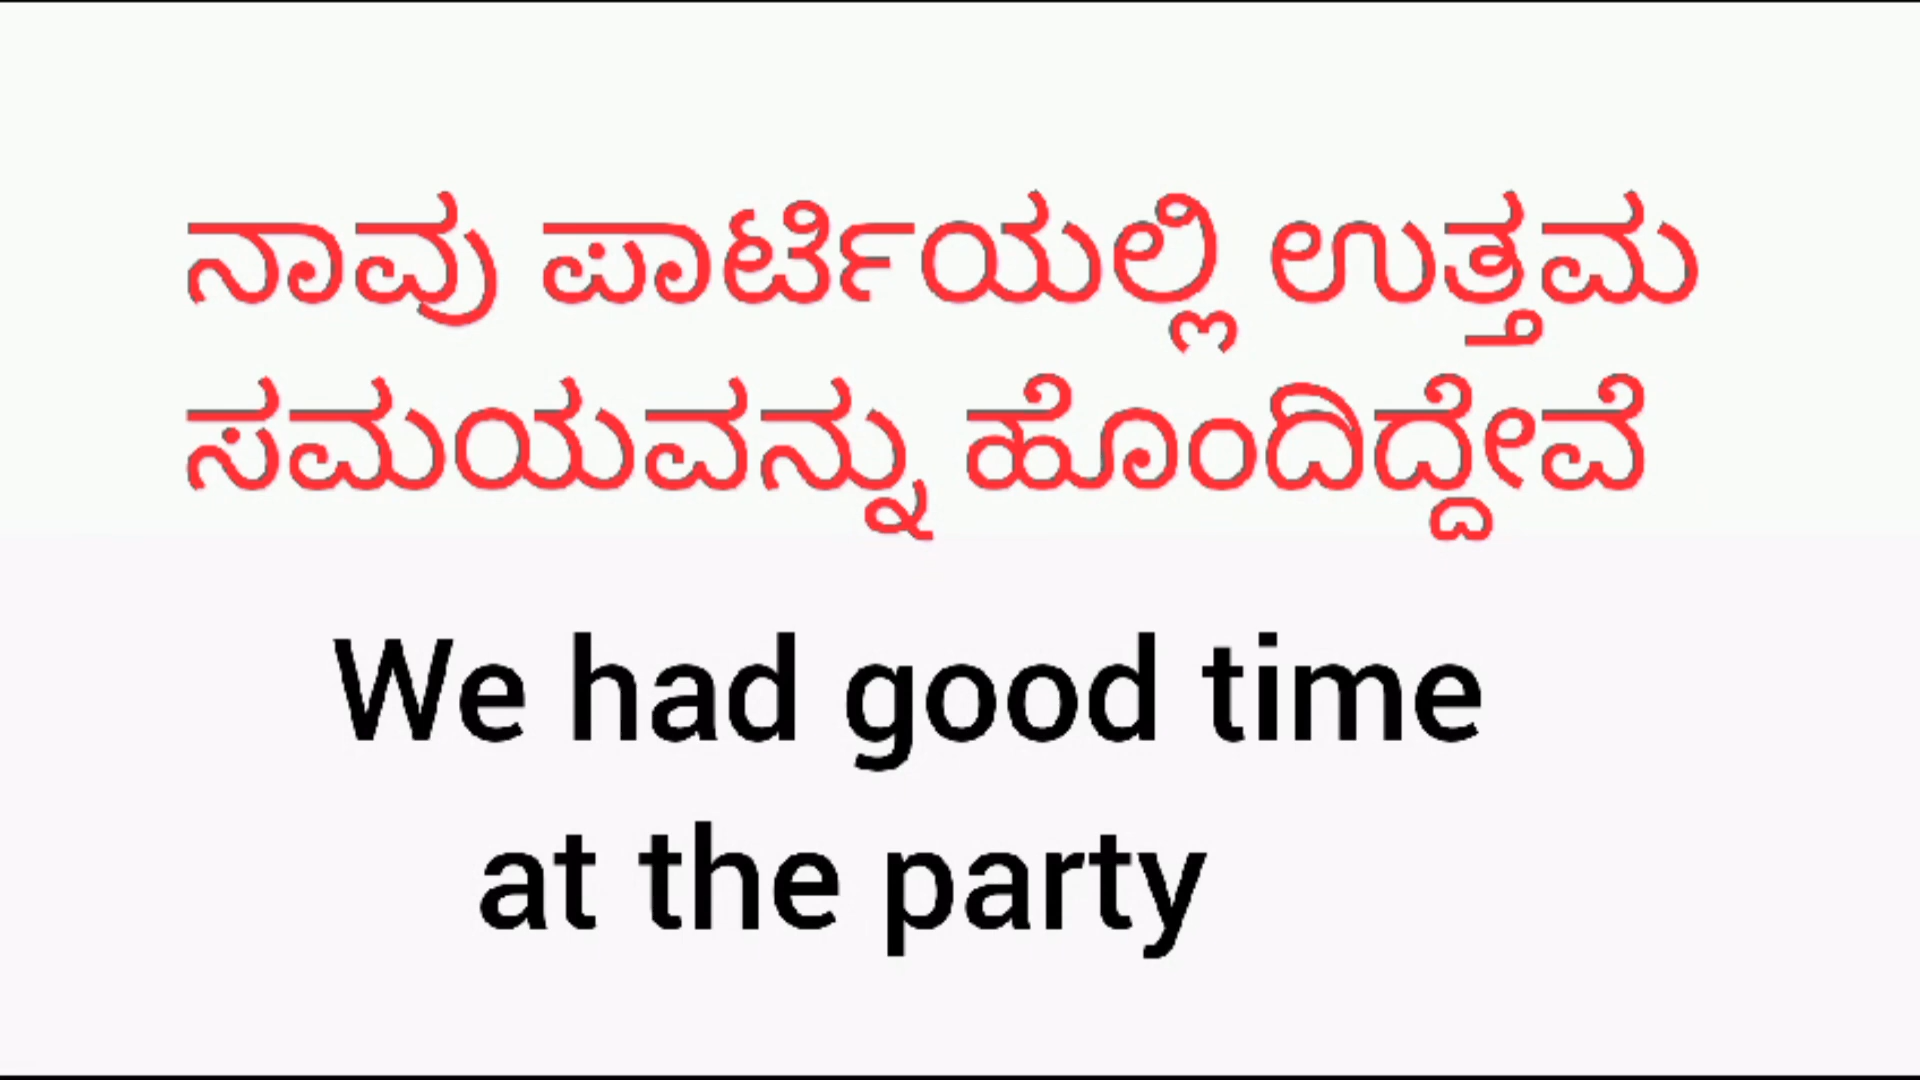 ನಾವು ಪಾರ್ಟಿಯಲ್ಲಿ ಉತ್ತಮ
ಸಮಯವನ್ನು ಹೊಂದಿದ್ದೇವೆ
We had good time
at the party